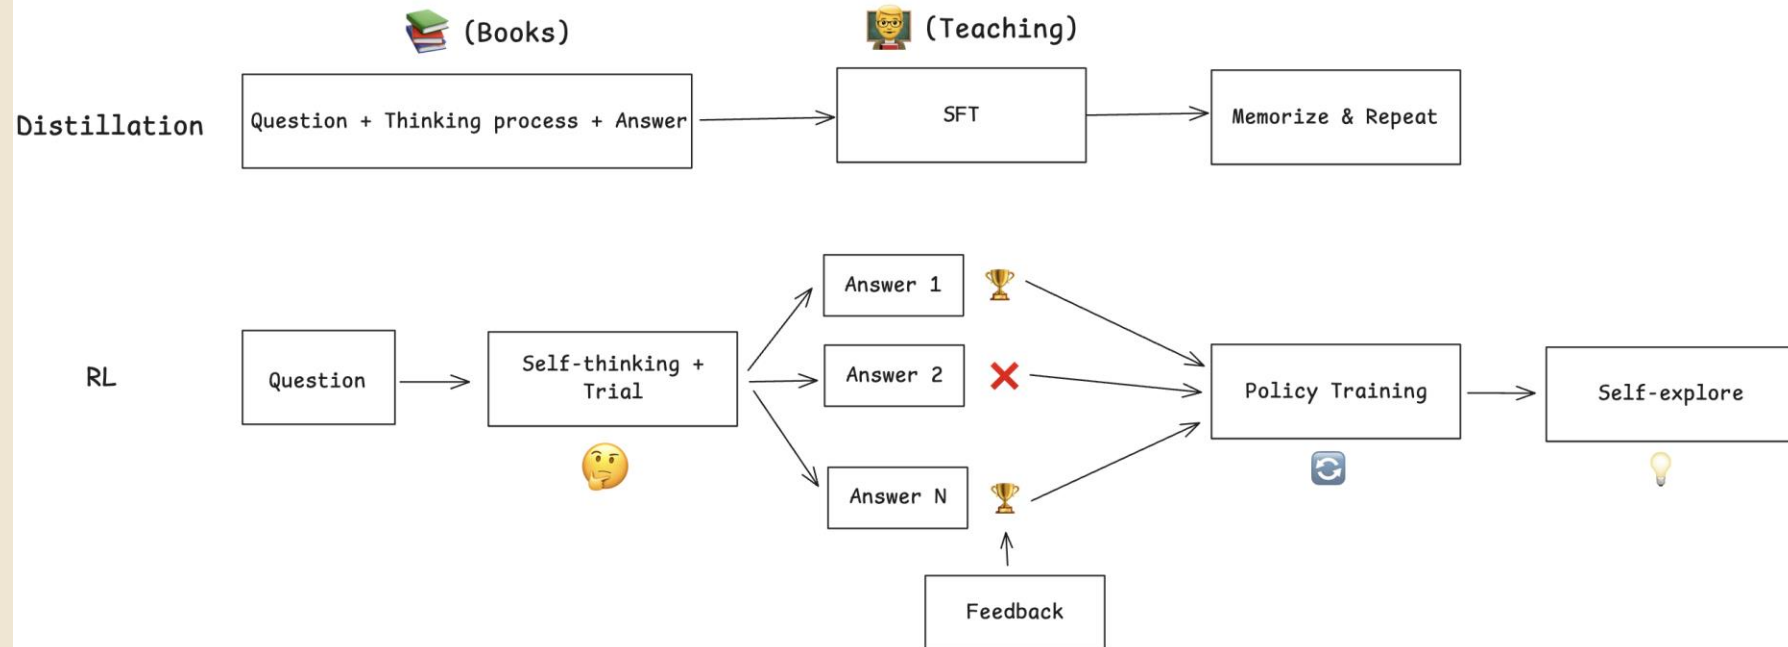 (Books)
(Teaching)
Distillation
Question + Thinking process + Answer
SFT
Memorize & Repeat
RL
Question
Self-thinking +
Trial
Answer 1
Answer 2
Answer N
Policy Training
Self-explore
Feedback